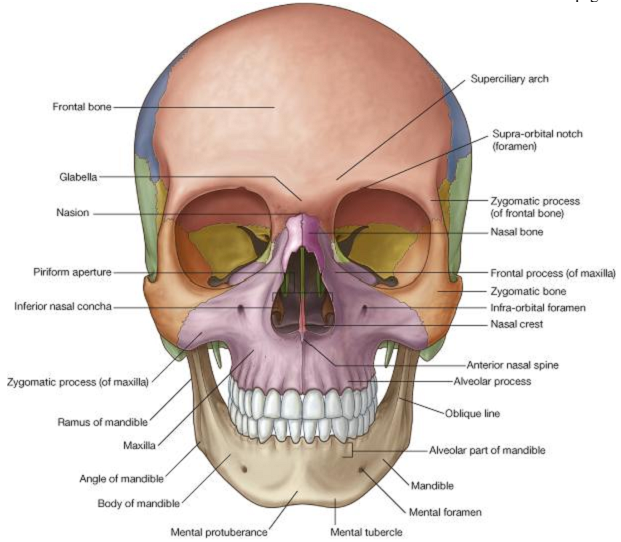 Superciliary arch
Frontal bone
Supra-orbital notch
(foramen)
Glabella
Zygomatic process
(of frontal bone)
Nasion
Nasal bone
Piriform aperture
Frontal process (of maxilla)
Zygomatic bone
Inferior nasal concha
Infra-orbital foramen
Nasal crest
Anterior nasal spine
Zygomatic process (of maxilla)
Alveolar process
Ramus of mandible
Oblique line
Maxilla
Alveolar part of mandible
Angle of mandible
Mandible
Body of mandible
Mental foramen
Mental protuberance
Mental tubercle